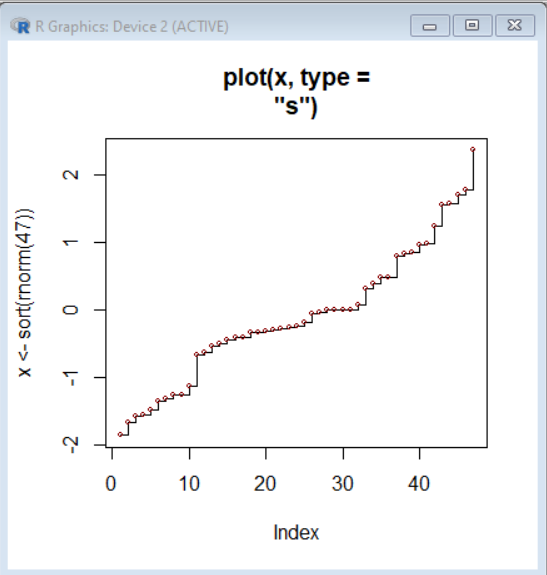 R Graphics: Device 2 (ACTIVE)
plot(x, type =
"s")
x <- sort(rnorm(47))
2
1
0
-1
-2
0 10 20 30 40
Index